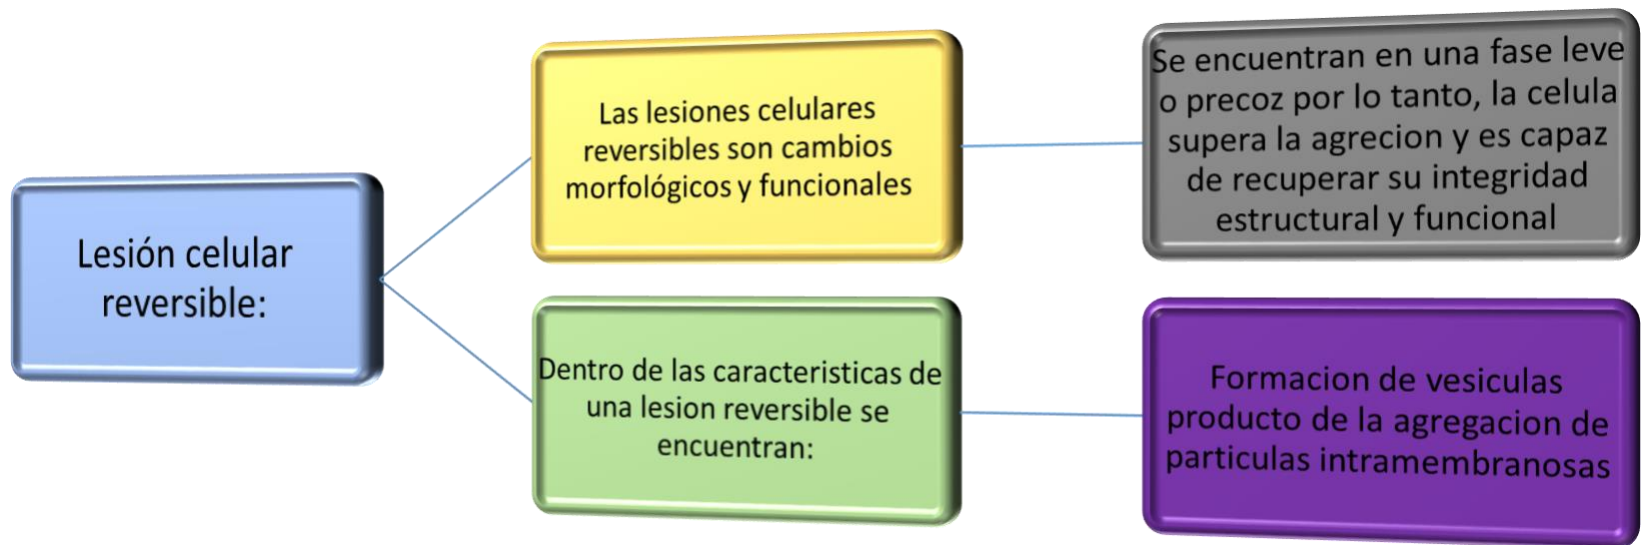 Lesión celular
reversible:
Las lesiones celulares
reversibles son cambios
morfológicos y funcionales
Se encuentran en una fase leve
o precoz por lo tanto, la celula
supera la agrecion y es capaz
de recuperar su integridad
estructural y funcional
Dentro de las caracteristicas de
una lesion reversible se
encuentran:
Formacion de vesiculas
producto de la agregacion de
particulas intramembranosas